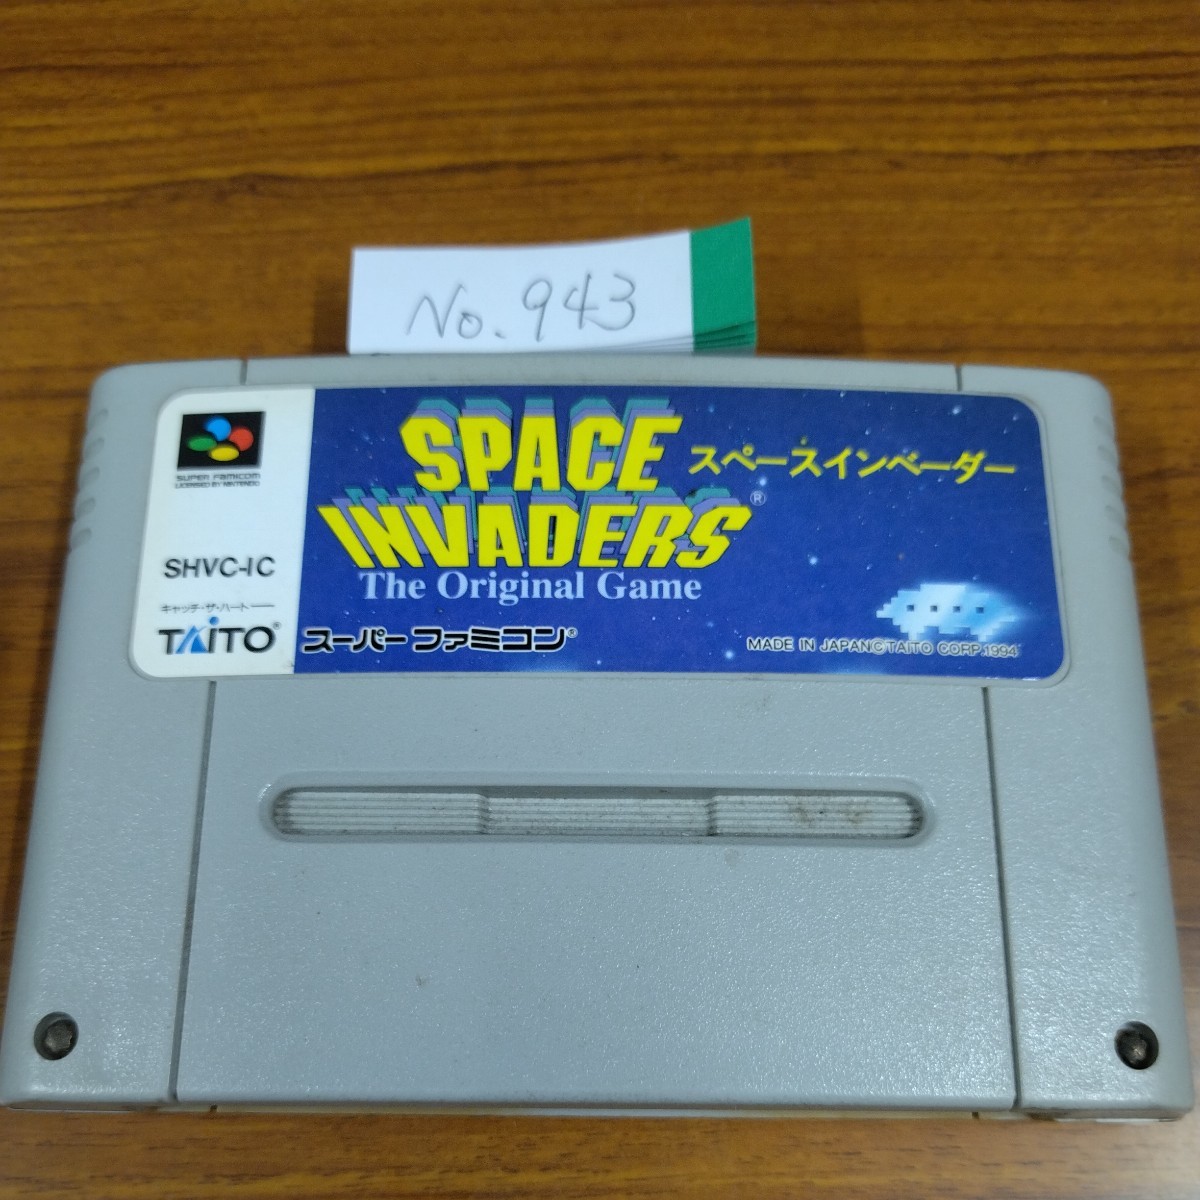 No. 943
SUPER FAMICOM
LICENSED BY NINTENDO
SHVC-IC
キャッチ・ザ・ハート
TAITO®
SPACE
INVADERS®
The Original Game
スペースインベーダー
スーパーファミコン®
MADE IN JAPAN©TAITO CORP.1994